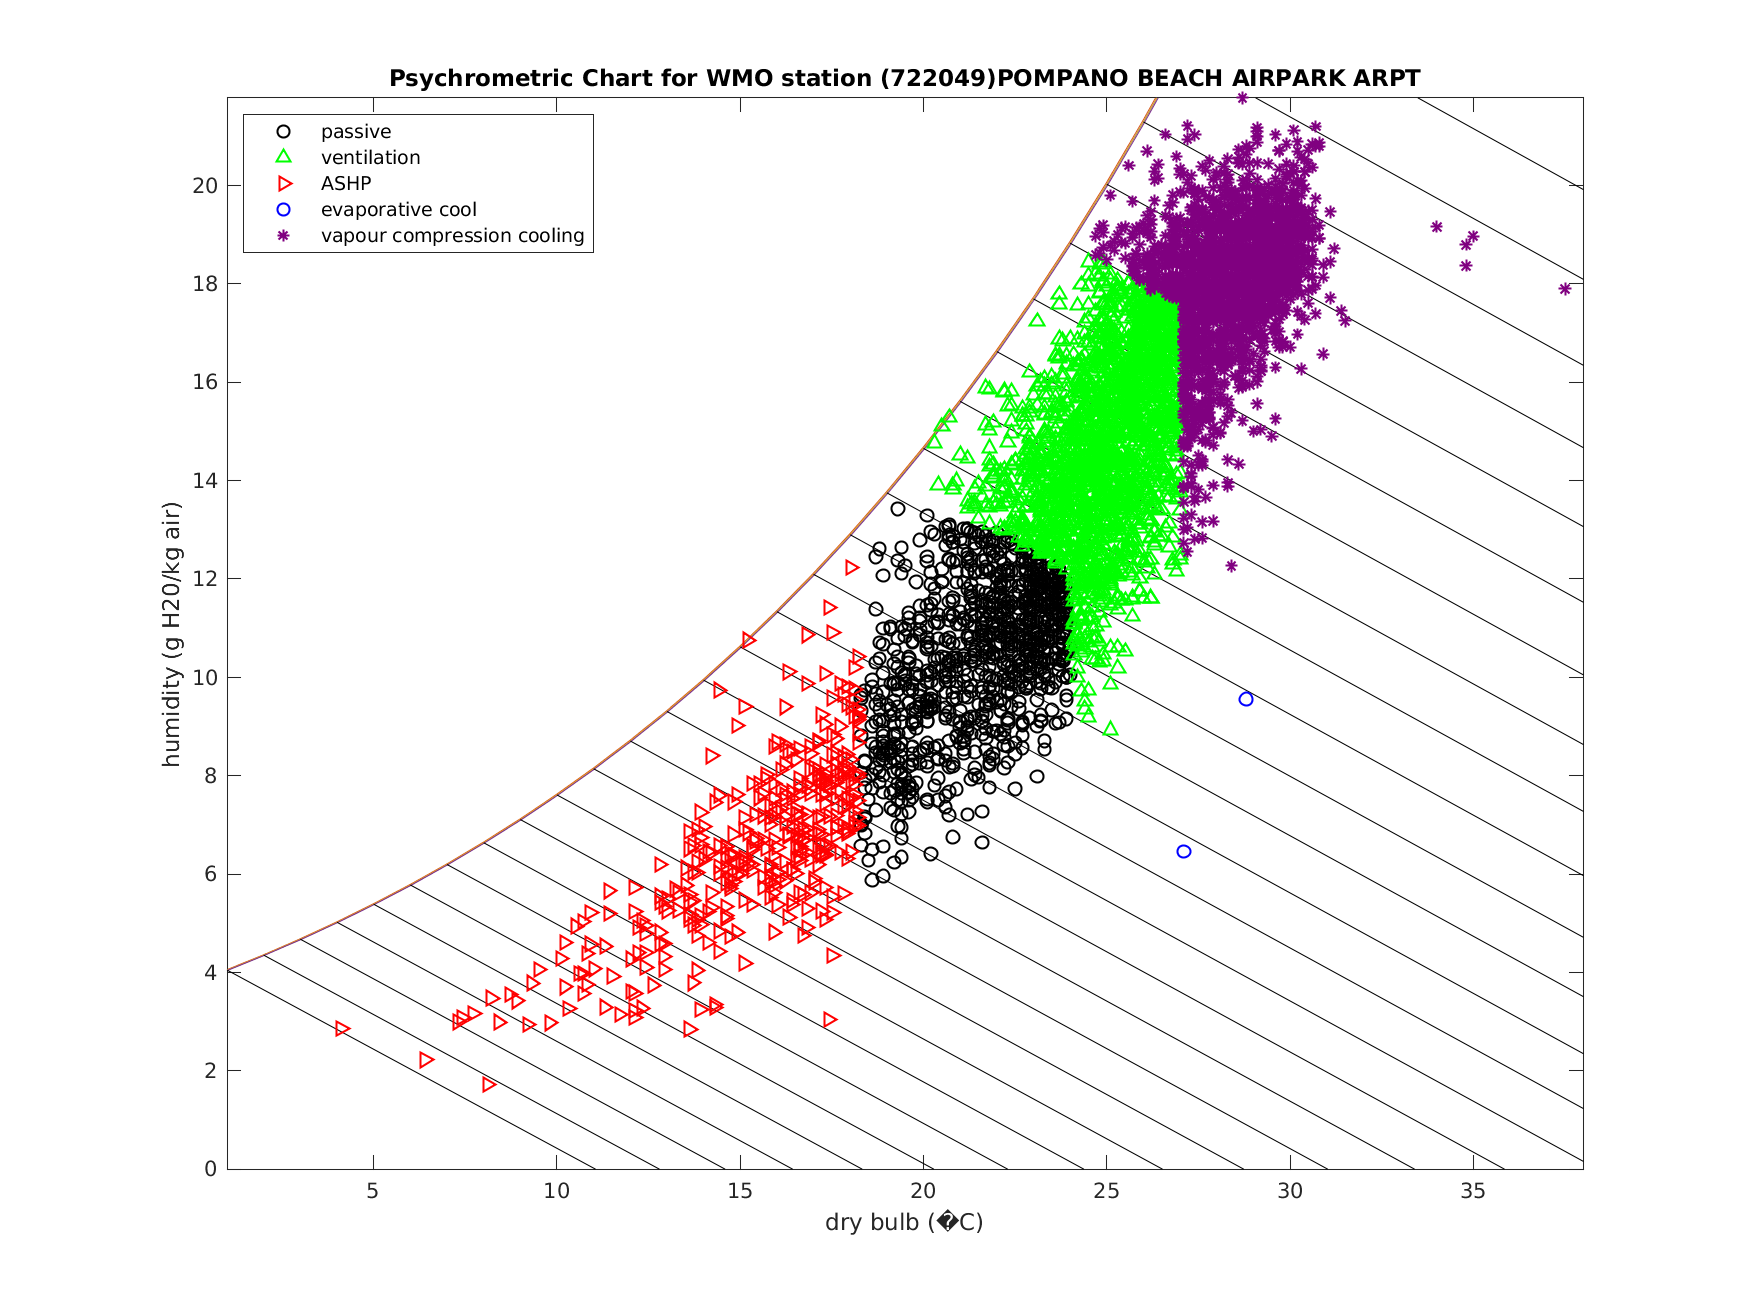 Psychrometric Chart for WMO station (722049)POMPANO BEACH AIRPARK ARPT
passive
ventilation
ASHP
evaporative cool
vapour compression cooling
humidity (g H20/kg air)
20
18
16
14
12
10
8
6
4
2
0
5 10 15 20 25 30 35
dry bulb (�C)